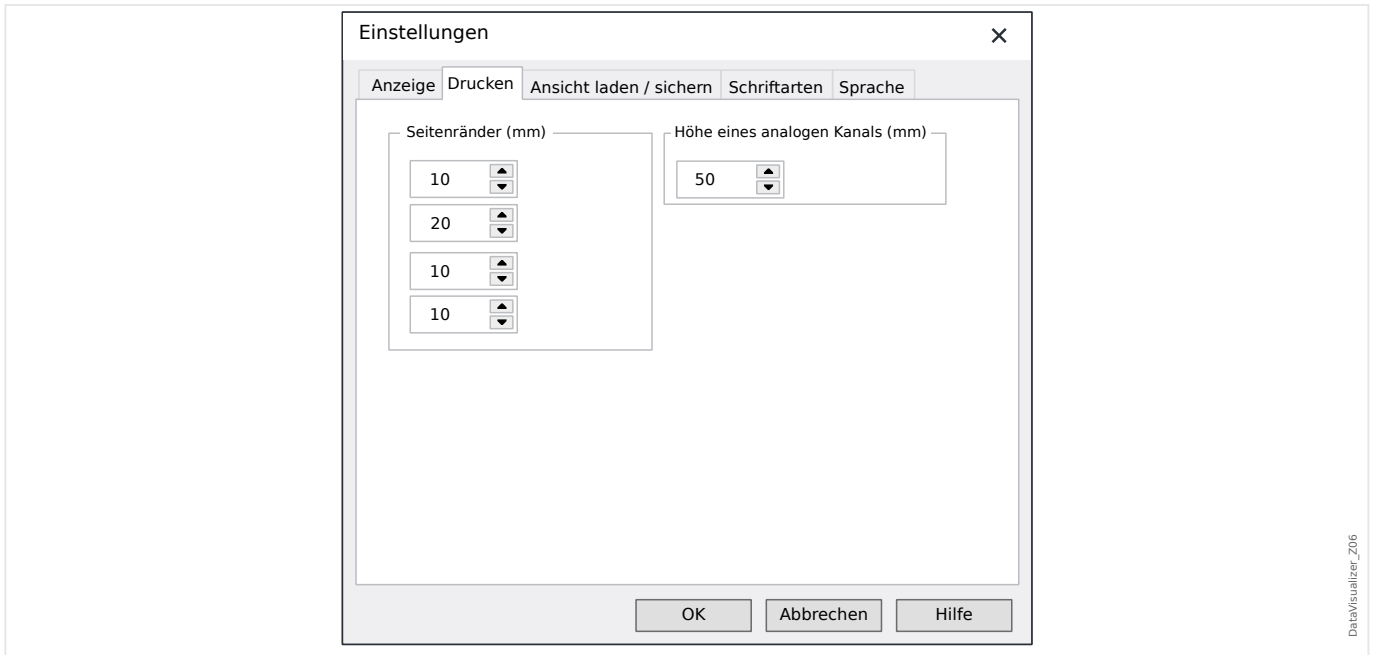 Einstellungen
Anzeige Drucken Ansicht laden / sichern Schriftarten Sprache
Seitenränder (mm) Höhe eines analogen Kanals (mm)
10 50
20
10
10
OK Abbrechen Hilfe
DataVisualizer_Z06